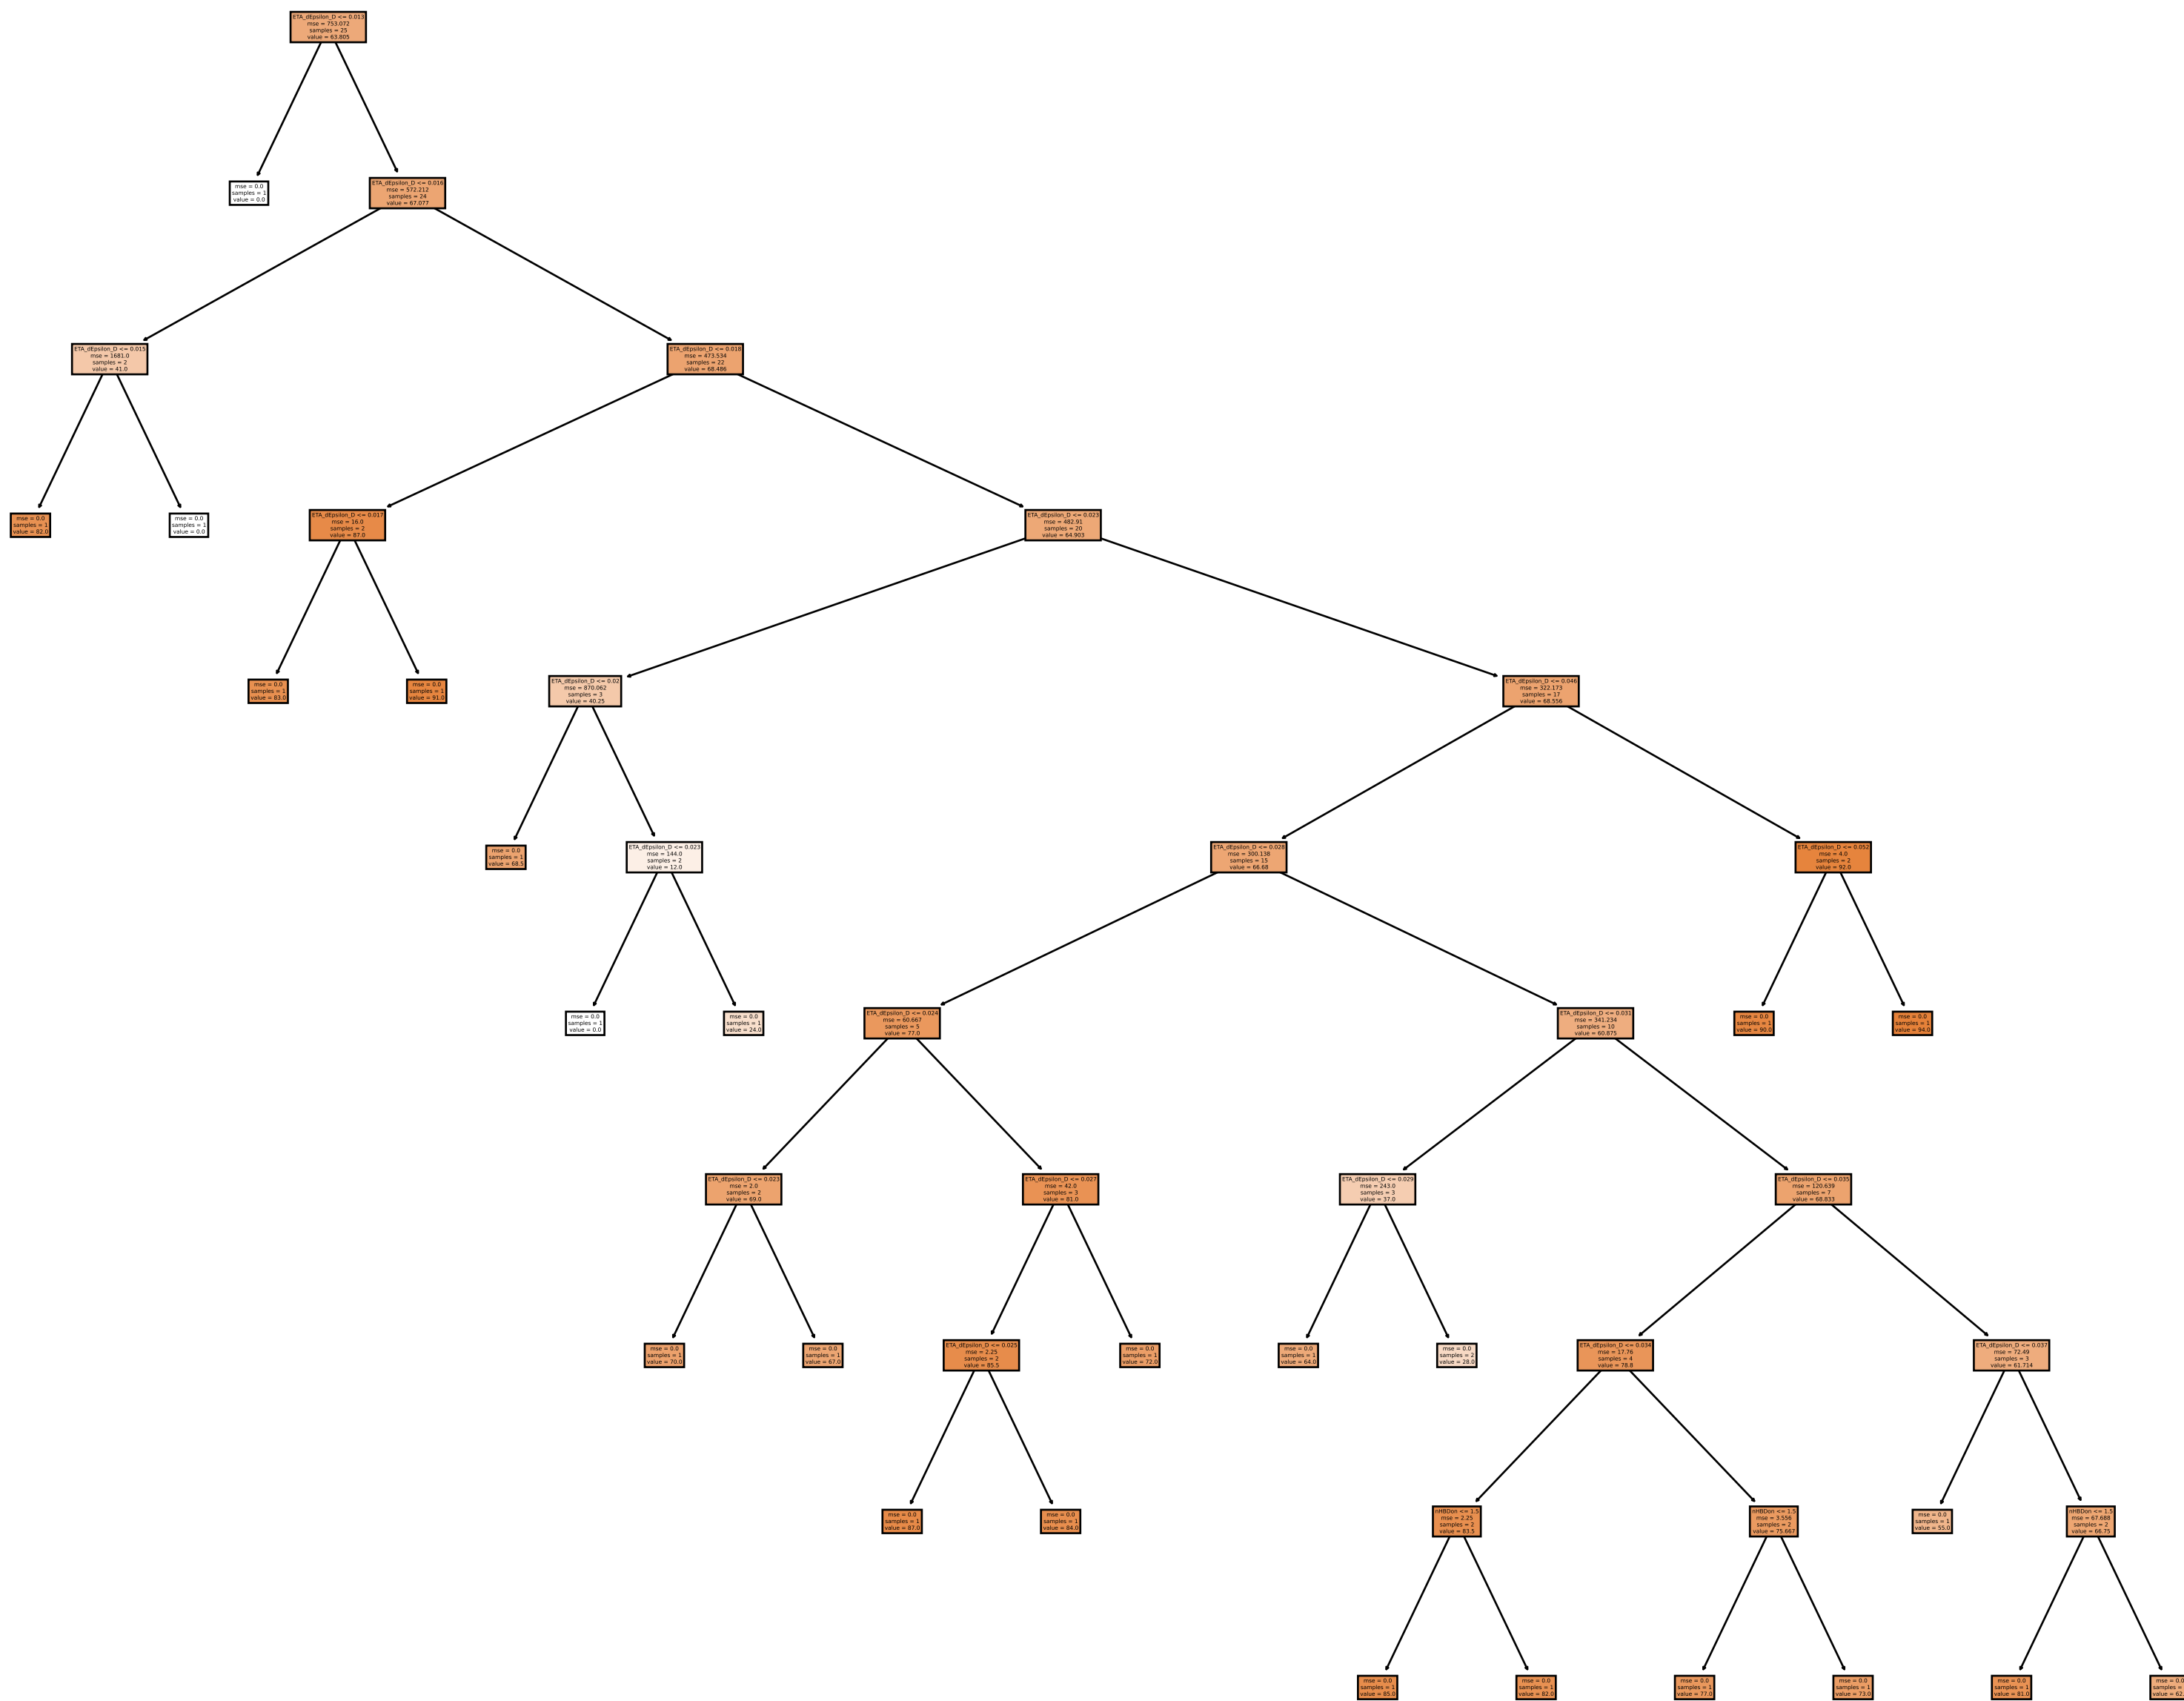 ETA_dEpsilon_D <= 0.013
mse = 753.072
samples = 25
value = 63.805
mse = 0.0
samples = 1
value = 0.0
ETA_dEpsilon_D <= 0.016
mse = 572.212
samples = 24
value = 67.077
ETA_dEpsilon_D <= 0.015
mse = 1681.0
samples = 2
value = 41.0
ETA_dEpsilon_D <= 0.018
mse = 473.534
samples = 22
value = 68.486
mse = 0.0
samples = 1
value = 82.0
mse = 0.0
samples = 1
value = 0.0
ETA_dEpsilon_D <= 0.017
mse = 16.0
samples = 2
value = 87.0
ETA_dEpsilon_D <= 0.023
mse = 482.91
samples = 20
value = 64.903
mse = 0.0
samples = 1
value = 83.0
mse = 0.0
samples = 1
value = 91.0
ETA_dEpsilon_D <= 0.02
mse = 870.062
samples = 3
value = 40.25
ETA_dEpsilon_D <= 0.046
mse = 322.173
samples = 17
value = 68.556
mse = 0.0
samples = 1
value = 68.5
ETA_dEpsilon_D <= 0.023
mse = 144.0
samples = 2
value = 12.0
ETA_dEpsilon_D <= 0.028
mse = 300.138
samples = 15
value = 66.68
ETA_dEpsilon_D <= 0.052
mse = 4.0
samples = 2
value = 92.0
mse = 0.0
samples = 1
value = 0.0
mse = 0.0
samples = 1
value = 24.0
ETA_dEpsilon_D <= 0.024
mse = 60.667
samples = 5
value = 77.0
ETA_dEpsilon_D <= 0.031
mse = 341.234
samples = 10
value = 60.875
mse = 0.0
samples = 1
value = 90.0
mse = 0.0
samples = 1
value = 94.0
ETA_dEpsilon_D <= 0.023
mse = 2.0
samples = 2
value = 69.0
ETA_dEpsilon_D <= 0.027
mse = 42.0
samples = 3
value = 81.0
ETA_dEpsilon_D <= 0.029
mse = 243.0
samples = 3
value = 37.0
ETA_dEpsilon_D <= 0.035
mse = 120.639
samples = 7
value = 68.833
mse = 0.0
samples = 1
value = 70.0
mse = 0.0
samples = 1
value = 67.0
ETA_dEpsilon_D <= 0.025
mse = 2.25
samples = 2
value = 85.5
mse = 0.0
samples = 1
value = 72.0
mse = 0.0
samples = 1
value = 64.0
mse = 0.0
samples = 2
value = 28.0
ETA_dEpsilon_D <= 0.034
mse = 17.76
samples = 4
value = 78.8
ETA_dEpsilon_D <= 0.037
mse = 72.49
samples = 3
value = 61.714
mse = 0.0
samples = 1
value = 87.0
mse = 0.0
samples = 1
value = 84.0
nHBDon <= 1.5
mse = 2.25
samples = 2
value = 83.5
nHBDon <= 1.5
mse = 3.556
samples = 2
value = 75.667
mse = 0.0
samples = 1
value = 55.0
nHBDon <= 1.5
mse = 67.688
samples = 2
value = 66.75
mse = 0.0
samples = 1
value = 85.0
mse = 0.0
samples = 1
value = 82.0
mse = 0.0
samples = 1
value = 77.0
mse = 0.0
samples = 1
value = 73.0
mse = 0.0
samples = 1
value = 81.0
mse = 0.0
samples =
value = 62.